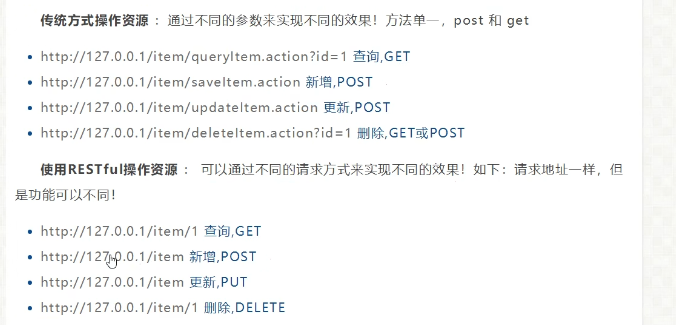 传统方式操作资源 ：通过不同的参数来实现不同的效果！方法单一，post 和 get
http://127.0.0.1/item/queryItem.action?id=1 查询,GET
http://127.0.0.1/item/saveItem.action 新增,POST
http://127.0.0.1/item/updateItem.action 更新,POST
http://127.0.0.1/item/deleteItem.action?id=1 删除,GET或POST
使用RESTful操作资源 ： 可以通过不同的请求方式来实现不同的效果！如下：请求地址一样，但
是功能可以不同！
http://127.0.0.1/item/1 查询,GET
http://127.0.0.1/item 新增,POST
http://127.0.0.1/item 更新,PUT
http://127.0.0.1/item/1 删除,DELETE